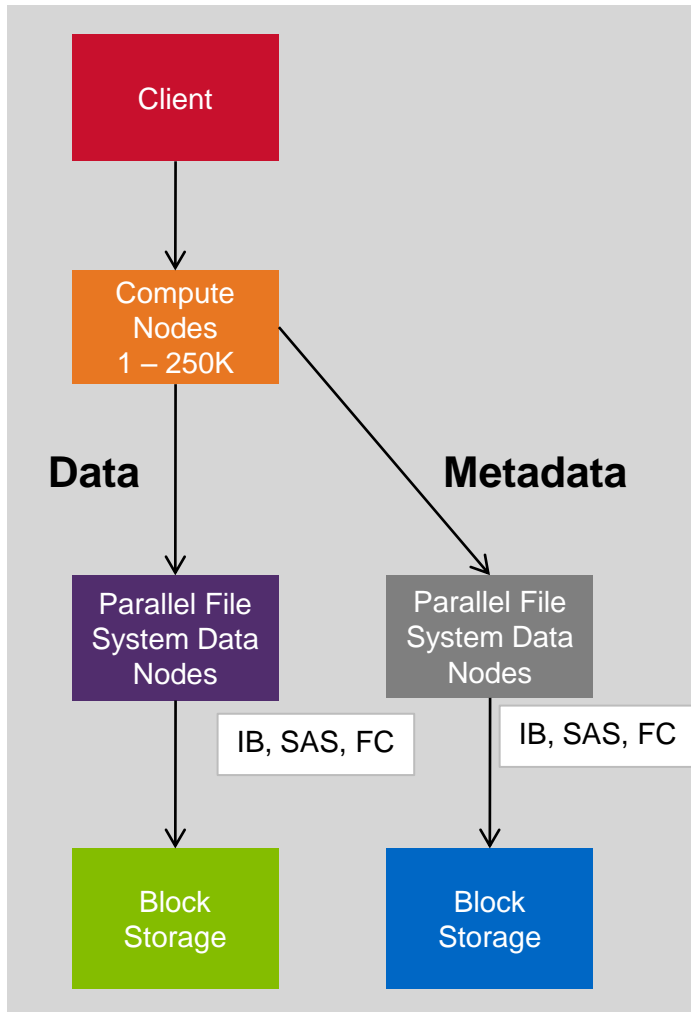 Client
Compute
Nodes
1 – 250K
Data
Metadata
Parallel File
System Data
Nodes
Parallel File
System Data
Nodes
IB, SAS, FC
IB, SAS, FC
Block
Storage
Block
Storage